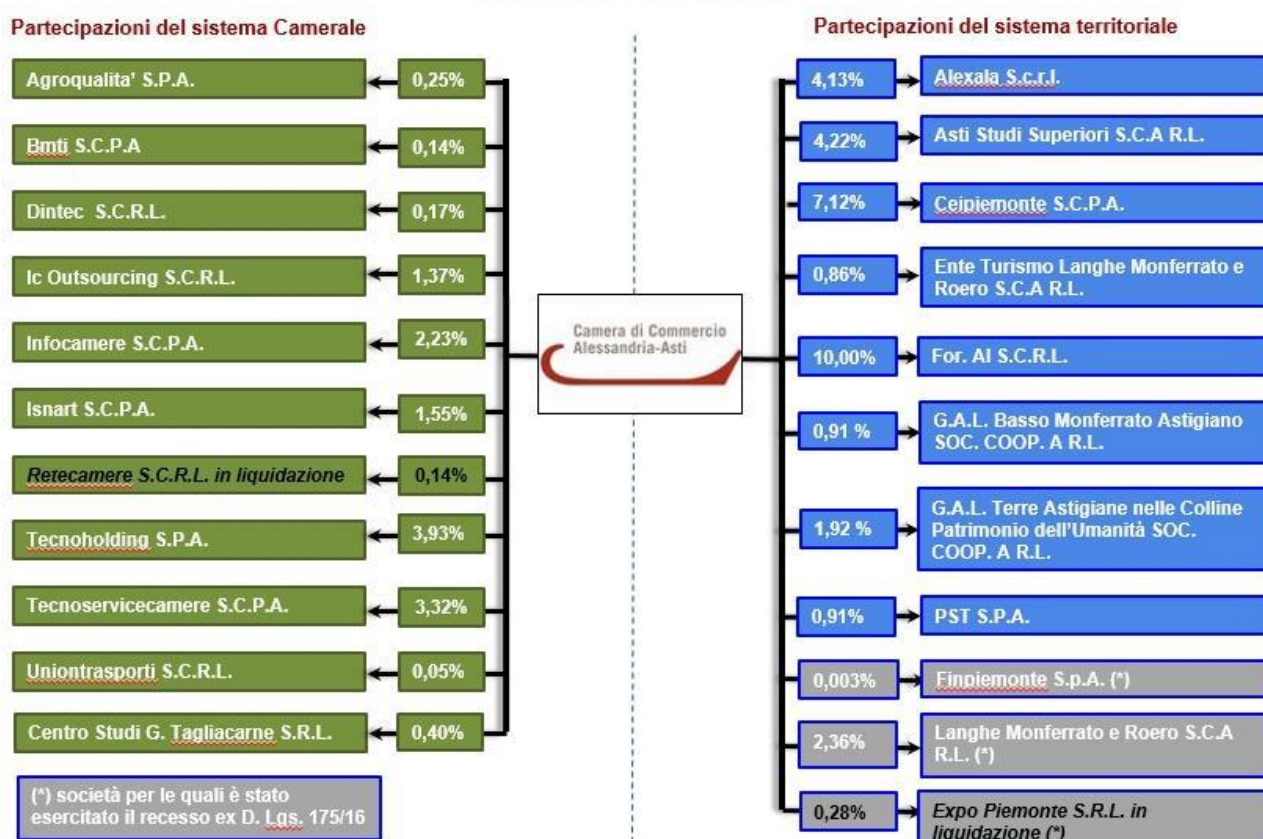 Partecipazioni del sistema Camerale
Agroqualita' S.P.A.
0,25%
Bmti S.C.P.A
0,14%
Dintec S.C.R.L.
0,17%
Ic Outsourcing S.C.R.L.
1,37%
Infocamere S.C.P.A.
2,23%
Isnart S.C.P.A.
1,55%
Retecamere S.C.R.L. in liquidazione
0,14%
Tecnoholding S.P.A.
3,93%
Tecnoservicecamere S.C.P.A.
3,32%
Uniontrasporti S.C.R.L.
0,05%
Centro Studi G. Tagliacarne S.R.L.
0,40%
(*) società per le quali è stato
esercitato il recesso ex D. Lgs. 175/16
Camera di Commercio
Alessandria-Asti
Partecipazioni del sistema territoriale
4,13%
Alexala S.c.r.l.
4,22%
Asti Studi Superiori S.C.A R.L.
7,12%
Ceipiemonte S.C.P.A.
0,86%
Ente Turismo Langhe Monferrato e
Roero S.C.A R.L.
10,00%
For. Al S.C.R.L.
0,91 %
G.A.L. Basso Monferrato Astigiano
SOC. COOP. A R.L.
1,92 %
G.A.L. Terre Astigiane nelle Colline
Patrimonio dell'Umanità SOC.
COOP. A R.L.
0,91%
PST S.P.A.
0,003%
Finpiemonte S.p.A. (*)
2,36%
Langhe Monferrato e Roero S.C.A
R.L. (*)
0,28%
Expo Piemonte S.R.L. in
liquidazione (*)